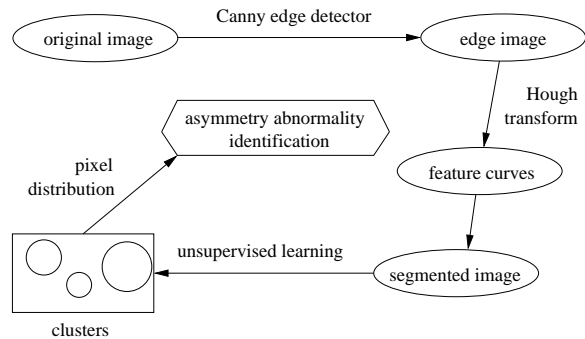 Canny edge detector
original image
edge image
Hough
transform
asymmetry abnormality
identification
pixel
distribution
feature curves
unsupervised learning
segmented image
clusters